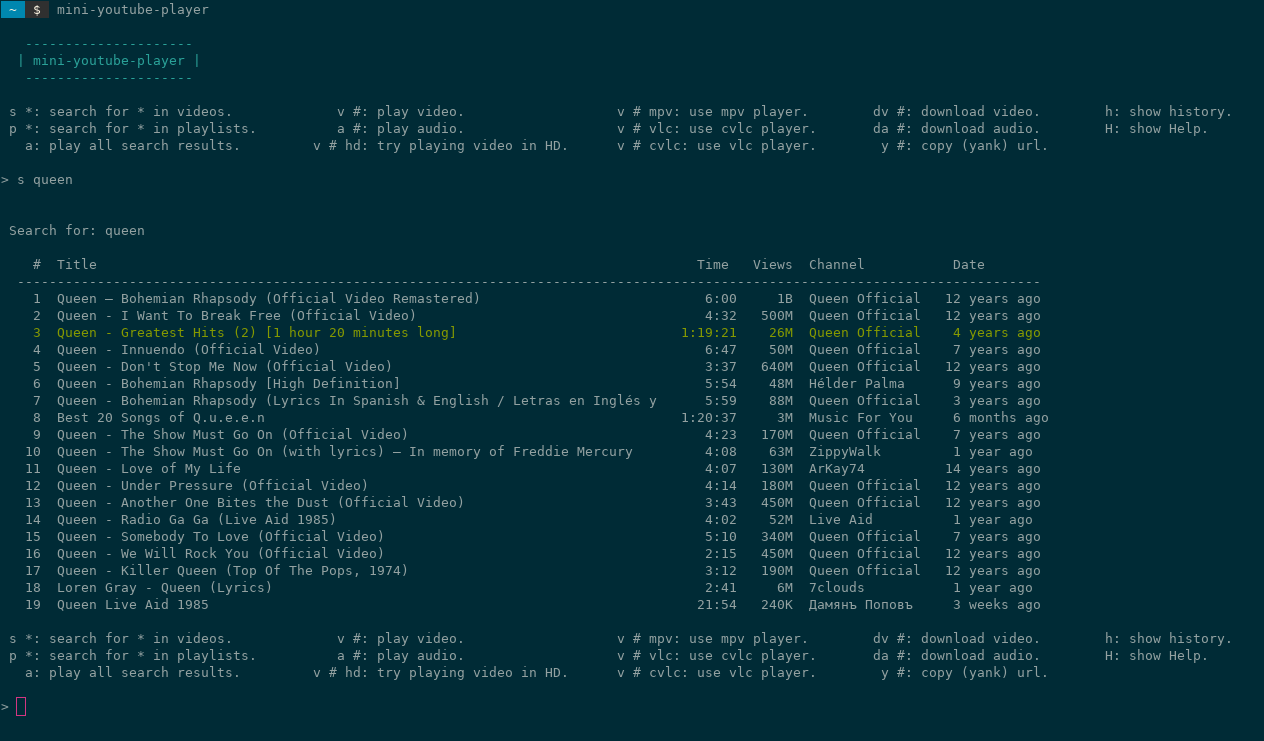 ~ $ mini-youtube-player
---------------------
| mini-youtube-player |
---------------------
s *: search for * in videos. v #: play video. v # mpv: use mpv player. dv #: download video. h: show history.
p *: search for * in playlists. a #: play audio. v # vlc: use cvlc player. da #: download audio. H: show Help.
a: play all search results. v # hd: try playing video in HD. v # cvlc: use vlc player. y #: copy (yank) url.
> s queen
Search for: queen
# Title Time Views Channel Date
--------------------------------------------------------------------------------------------------------------------------------
1 Queen – Bohemian Rhapsody (Official Video Remastered) 6:00 1B Queen Official 12 years ago
2 Queen - I Want To Break Free (Official Video) 4:32 500M Queen Official 12 years ago
3 Queen - Greatest Hits (2) [1 hour 20 minutes long] 1:19:21 26M Queen Official 4 years ago
4 Queen - Innuendo (Official Video) 6:47 50M Queen Official 7 years ago
5 Queen - Don't Stop Me Now (Official Video) 3:37 640M Queen Official 12 years ago
6 Queen - Bohemian Rhapsody [High Definition] 5:54 48M Hélder Palma 9 years ago
7 Queen - Bohemian Rhapsody (Lyrics In Spanish & English / Letras en Inglés y 5:59 88M Queen Official 3 years ago
8 Best 20 Songs of Q.u.e.e.n 1:20:37 3M Music For You 6 months ago
9 Queen - The Show Must Go On (Official Video) 4:23 170M Queen Official 7 years ago
10 Queen - The Show Must Go On (with lyrics) – In memory of Freddie Mercury 4:08 63M ZippyWalk 1 year ago
11 Queen - Love of My Life 4:07 130M ArKay74 14 years ago
12 Queen - Under Pressure (Official Video) 4:14 180M Queen Official 12 years ago
13 Queen - Another One Bites the Dust (Official Video) 3:43 450M Queen Official 12 years ago
14 Queen - Radio Ga Ga (Live Aid 1985) 4:02 52M Live Aid 1 year ago
15 Queen - Somebody To Love (Official Video) 5:10 340M Queen Official 7 years ago
16 Queen - We Will Rock You (Official Video) 2:15 450M Queen Official 12 years ago
17 Queen - Killer Queen (Top Of The Pops, 1974) 3:12 190M Queen Official 12 years ago
18 Loren Gray - Queen (Lyrics) 2:41 6M 7clouds 1 year ago
19 Queen Live Aid 1985 21:54 240K Дамянъ Поповъ 3 weeks ago
s *: search for * in videos. v #: play video. v # mpv: use mpv player. dv #: download video. h: show history.
p *: search for * in playlists. a #: play audio. v # vlc: use cvlc player. da #: download audio. H: show Help.
a: play all search results. v # hd: try playing video in HD. v # cvlc: use vlc player. y #: copy (yank) url.
>